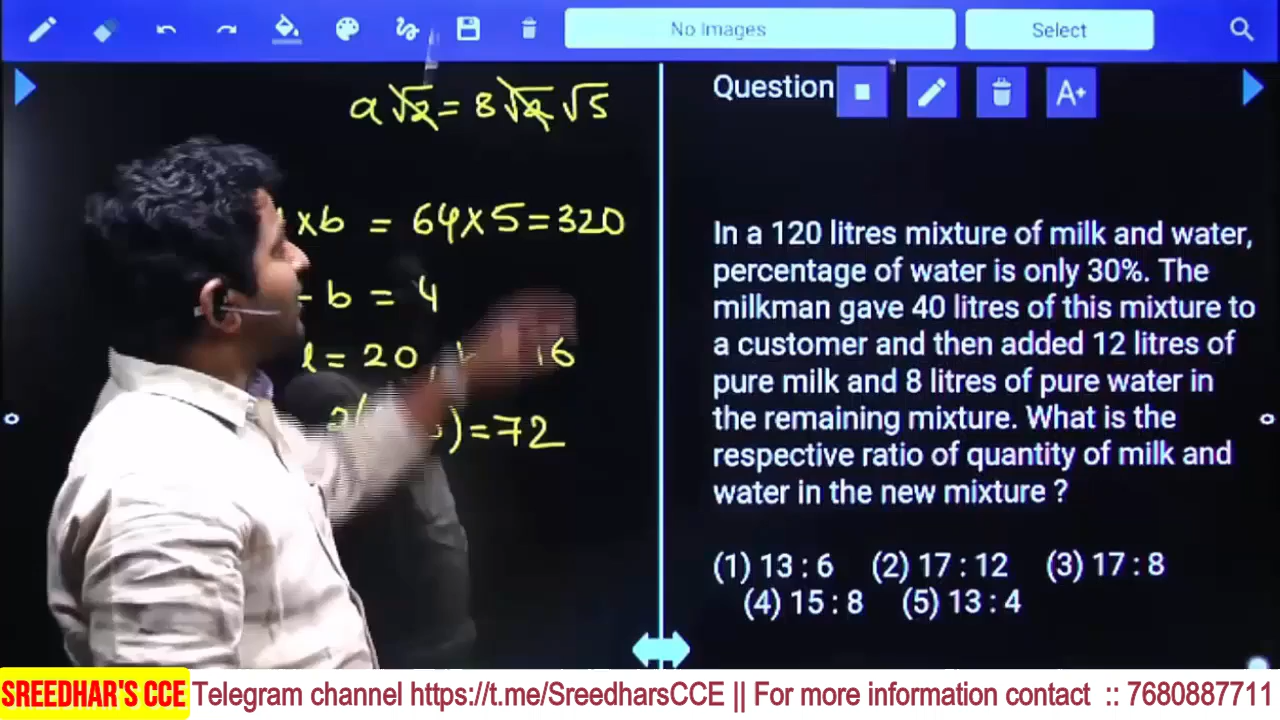 No Images
Select
a√2 = 8√2 √5
×b = 64×5=320
- b = 4
= 20, 16
)=72
Question
A+
In a 120 litres mixture of milk and water,
percentage of water is only 30%. The
milkman gave 40 litres of this mixture to
a customer and then added 12 litres of
pure milk and 8 litres of pure water in
the remaining mixture. What is the
respective ratio of quantity of milk and
water in the new mixture ?
(1) 13 : 6 (2) 17 : 12 (3) 17 : 8
(4) 15 : 8 (5) 13 : 4
SREEDHAR'S CCE Telegram channel https://t.me/SreedharsCCE || For more information contact :: 7680887711